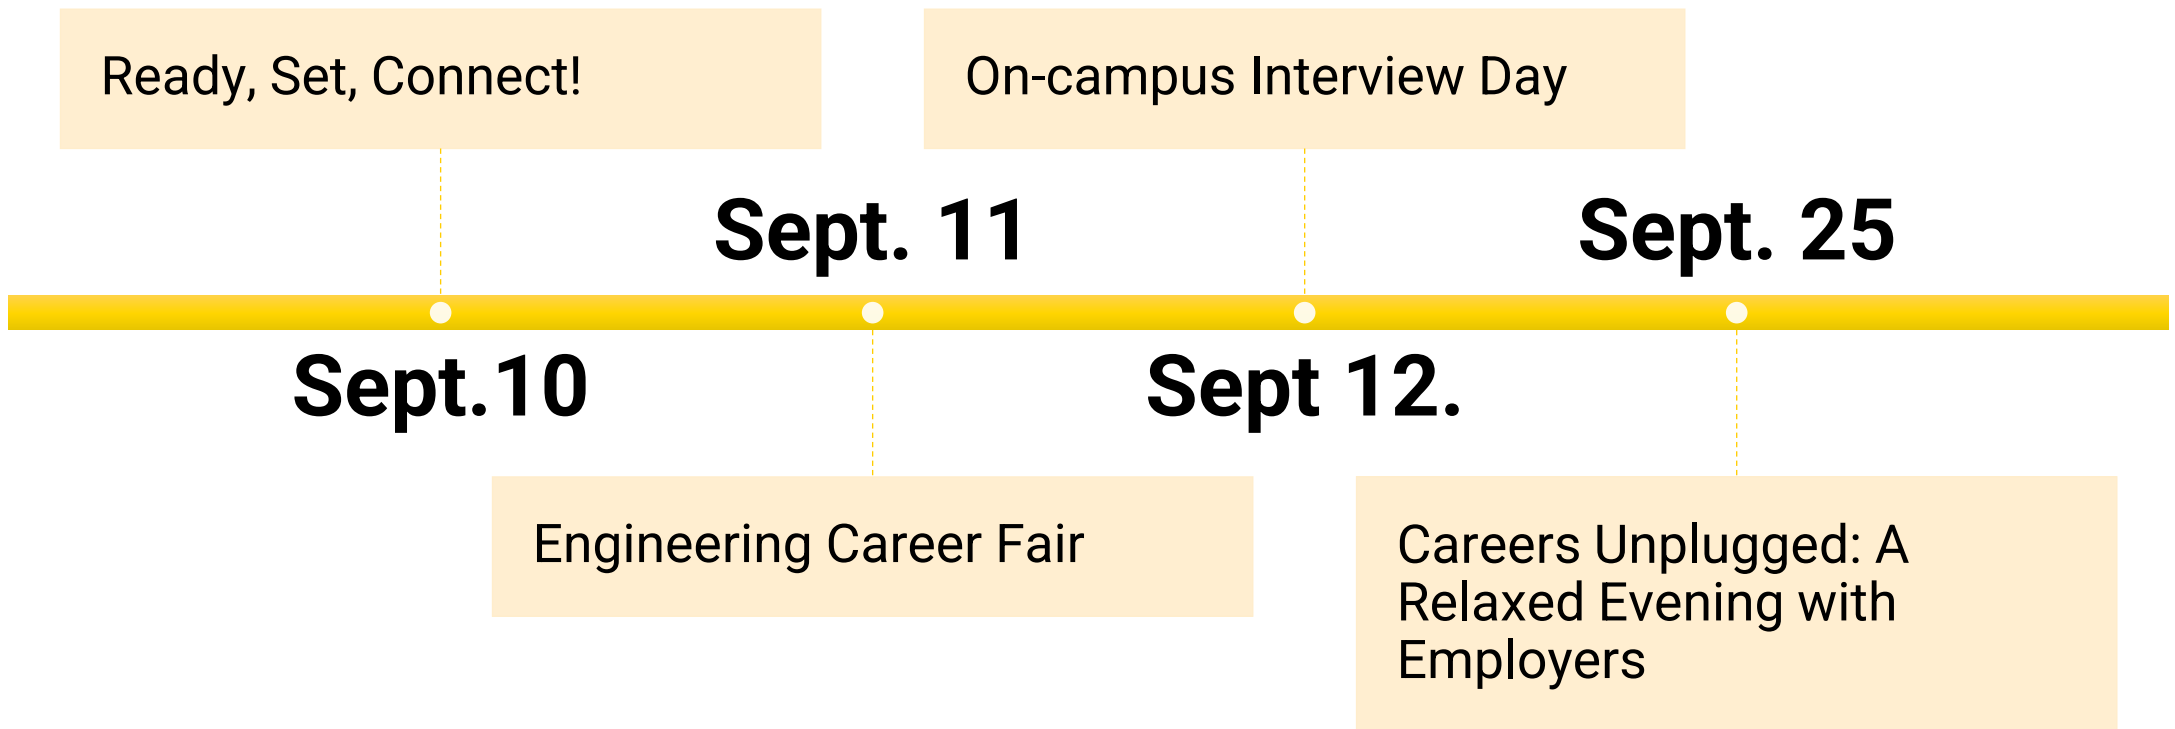 Ready, Set, Connect!
On-campus Interview Day
Sept. 11
Sept. 25
Sept.10
Sept 12.
Engineering Career Fair
Careers Unplugged: A
Relaxed Evening with
Employers